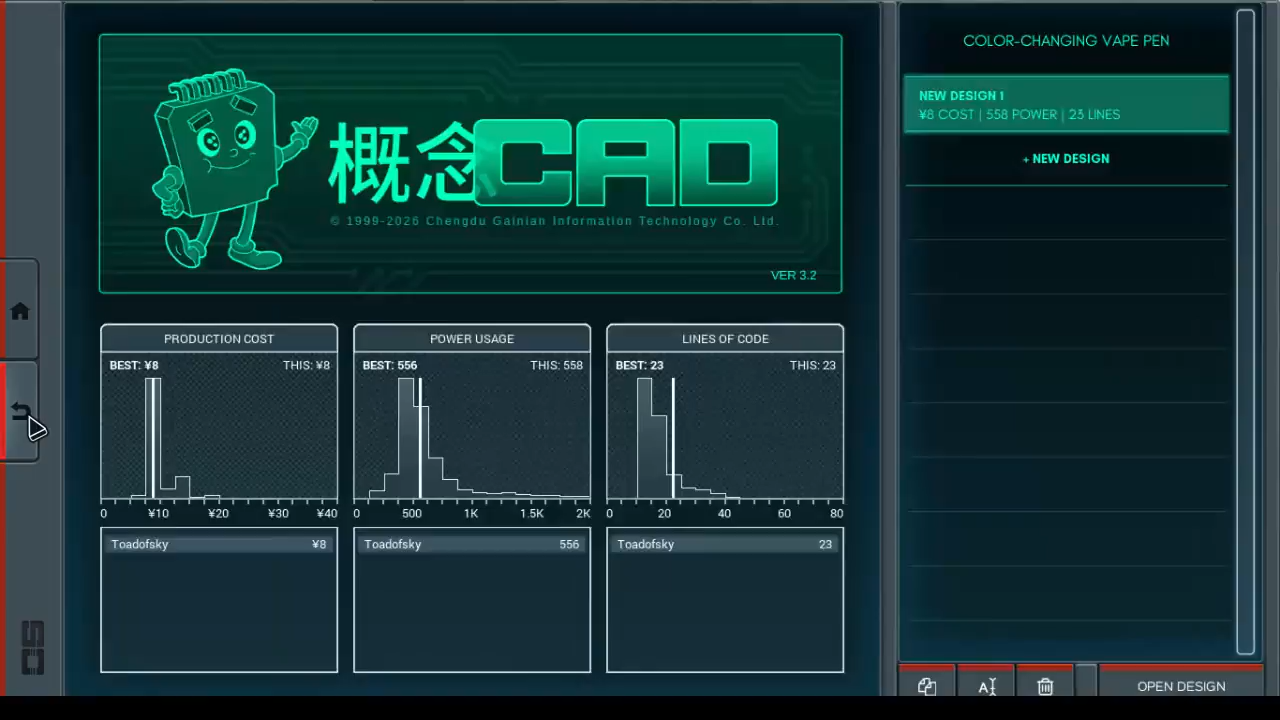 概念CAD
© 1999-2026 Chengdu Gainian Information Technology Co. Ltd.
VER 3.2
PRODUCTION COST
BEST: ¥8 THIS: ¥8
0 ¥10 ¥20 ¥30 ¥40
Toadofsky ¥8
POWER USAGE
BEST: 556 THIS: 558
0 500 1K 1.5K 2K
Toadofsky 556
LINES OF CODE
BEST: 23 THIS: 23
0 20 40 60 80
Toadofsky 23
COLOR-CHANGING VAPE PEN
NEW DESIGN 1
¥8 COST | 558 POWER | 23 LINES
+ NEW DESIGN
OPEN DESIGN